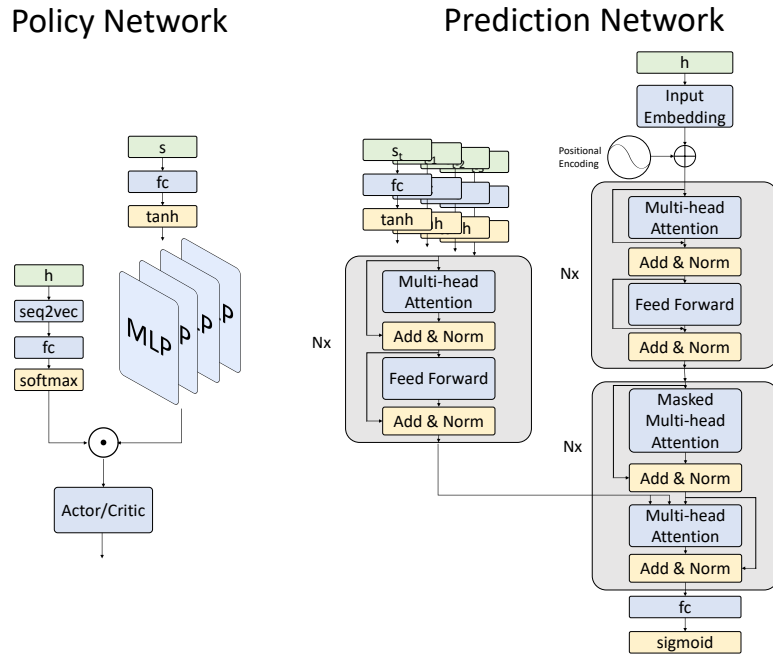 Policy Network
s
fc
tanh
h
seq2vec
fc
softmax
MLP
Actor/Critic
Prediction Network
s_t
fc
tanh
Nx
Multi-head
Attention
Add & Norm
Feed Forward
Add & Norm
h
Input
Embedding
Positional
Encoding
Nx
Multi-head
Attention
Add & Norm
Feed Forward
Add & Norm
Nx
Masked
Multi-head
Attention
Add & Norm
Multi-head
Attention
Add & Norm
fc
sigmoid